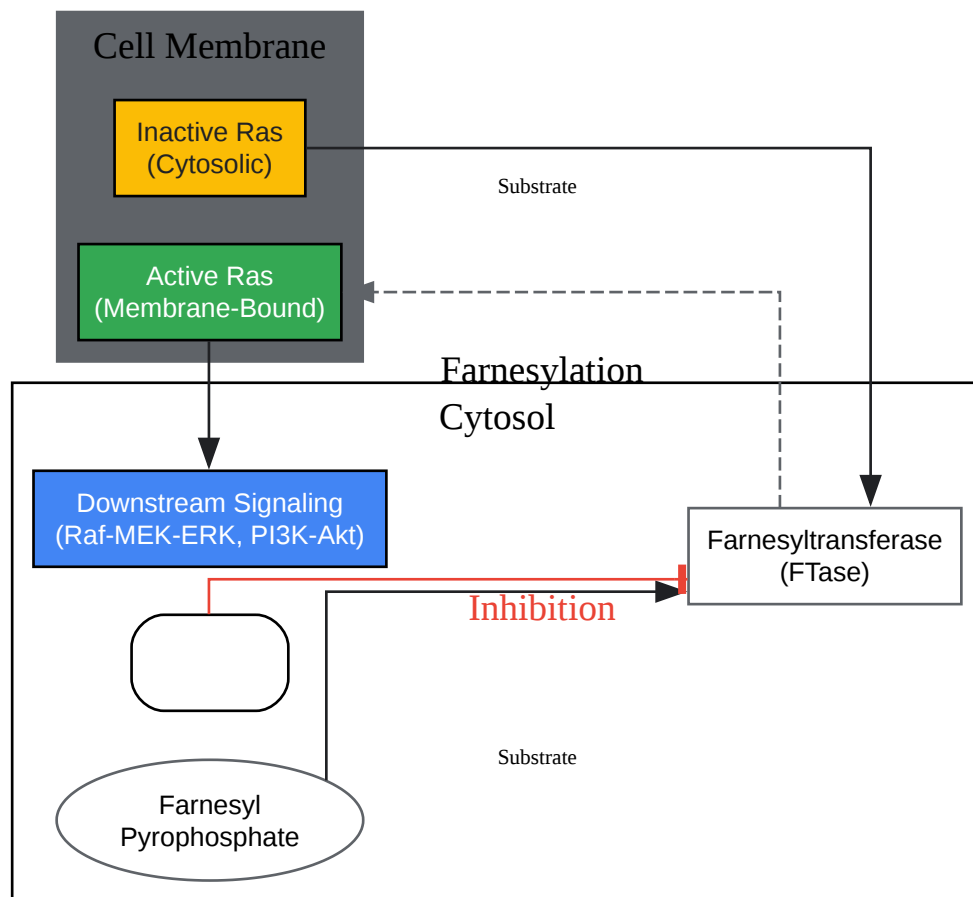 Cell Membrane
Inactive Ras
(Cytosolic)
Substrate
Active Ras
(Membrane-Bound)
Farnesylation
Cytosol
Downstream Signaling
(Raf-MEK-ERK, PI3K-Akt)
Farnesyltransferase
(FTase)
Inhibition
Substrate
Farnesyl
Pyrophosphate